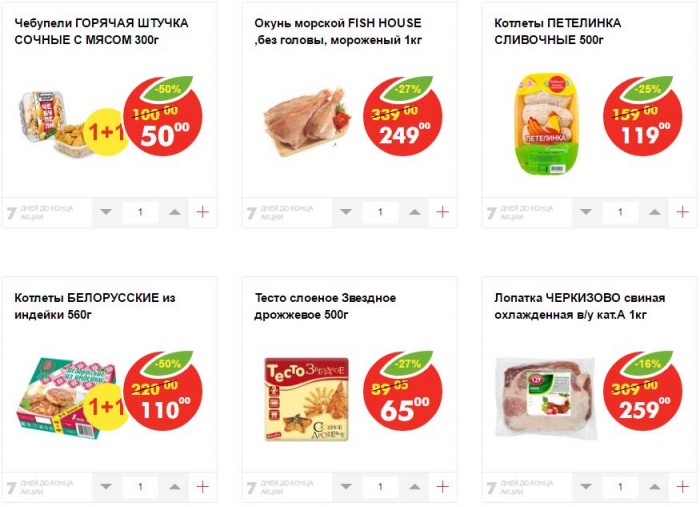 Чебупели ГОРЯЧАЯ ШТУЧКА
СОЧНЫЕ С МЯСОМ 300г
-50%
100 00
1+1
50 00
7 ДНЕЙ ДО КОНЦА
АКЦИИ
1
Окунь морской FISH HOUSE
,без головы, мороженый 1кг
-27%
339 00
249 00
7 ДНЕЙ ДО КОНЦА
АКЦИИ
1
Котлеты ПЕТЕЛИНКА
СЛИВОЧНЫЕ 500г
-25%
159 00
119 00
ПЕТЕЛИНКА
7 ДНЕЙ ДО КОНЦА
АКЦИИ
1
Котлеты БЕЛОРУССКИЕ из
индейки 560г
-50%
220 00
1+1
110 00
БЕЛОРУССКИЕ
7 ДНЕЙ ДО КОНЦА
АКЦИИ
1
Тесто слоеное Звездное
дрожжевое 500г
-27%
89 05
65 00
Тесто Звездное
Слоеное
Дрожжевое
7 ДНЕЙ ДО КОНЦА
АКЦИИ
1
Лопатка ЧЕРКИЗОВО свиная
охлажденная в/у кат.А 1кг
-16%
309 00
259 00
7 ДНЕЙ ДО КОНЦА
АКЦИИ
1